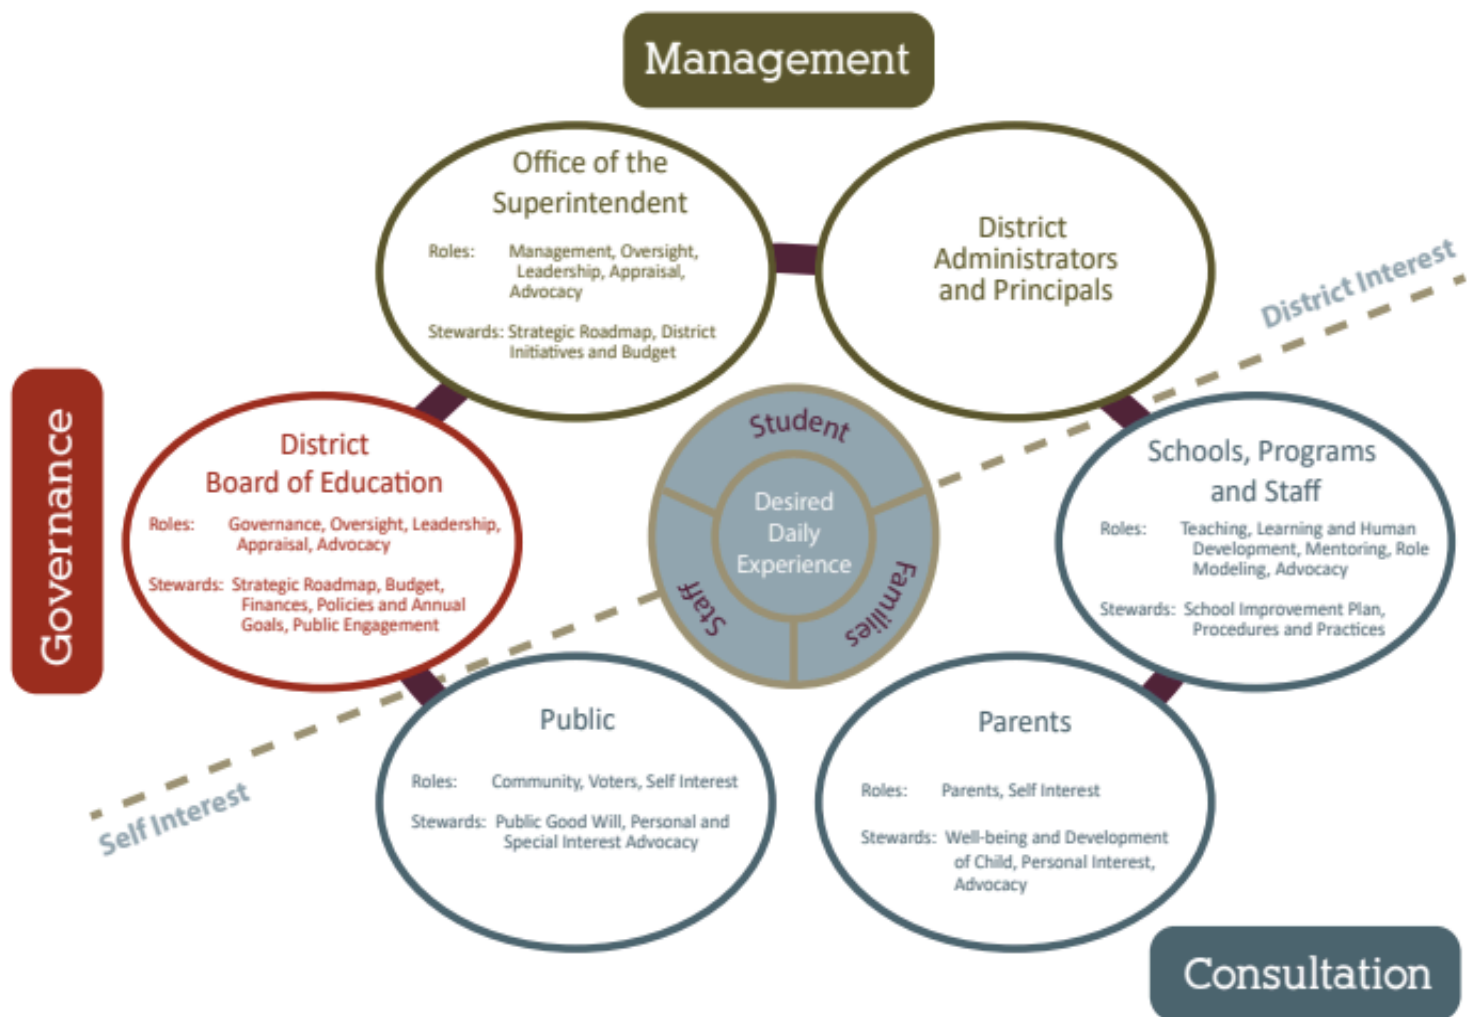 Management
Office of the
Superintendent
Roles: Management, Oversight,
Leadership, Appraisal,
Advocacy
Stewards: Strategic Roadmap, District
Initiatives and Budget
District
Administrators
and Principals
District Interest
Governance
District
Board of Education
Roles: Governance, Oversight, Leadership,
Appraisal, Advocacy
Stewards: Strategic Roadmap, Budget,
Finances, Policies and Annual
Goals, Public Engagement
Student
Desired
Daily
Experience
Staff
Families
Schools, Programs
and Staff
Roles: Teaching, Learning and Human
Development, Mentoring, Role
Modeling, Advocacy
Stewards: School Improvement Plan,
Procedures and Practices
Self Interest
Public
Roles: Community, Voters, Self Interest
Stewards: Public Good Will, Personal and
Special Interest Advocacy
Parents
Roles: Parents, Self Interest
Stewards: Well-being and Development
of Child, Personal Interest,
Advocacy
Consultation